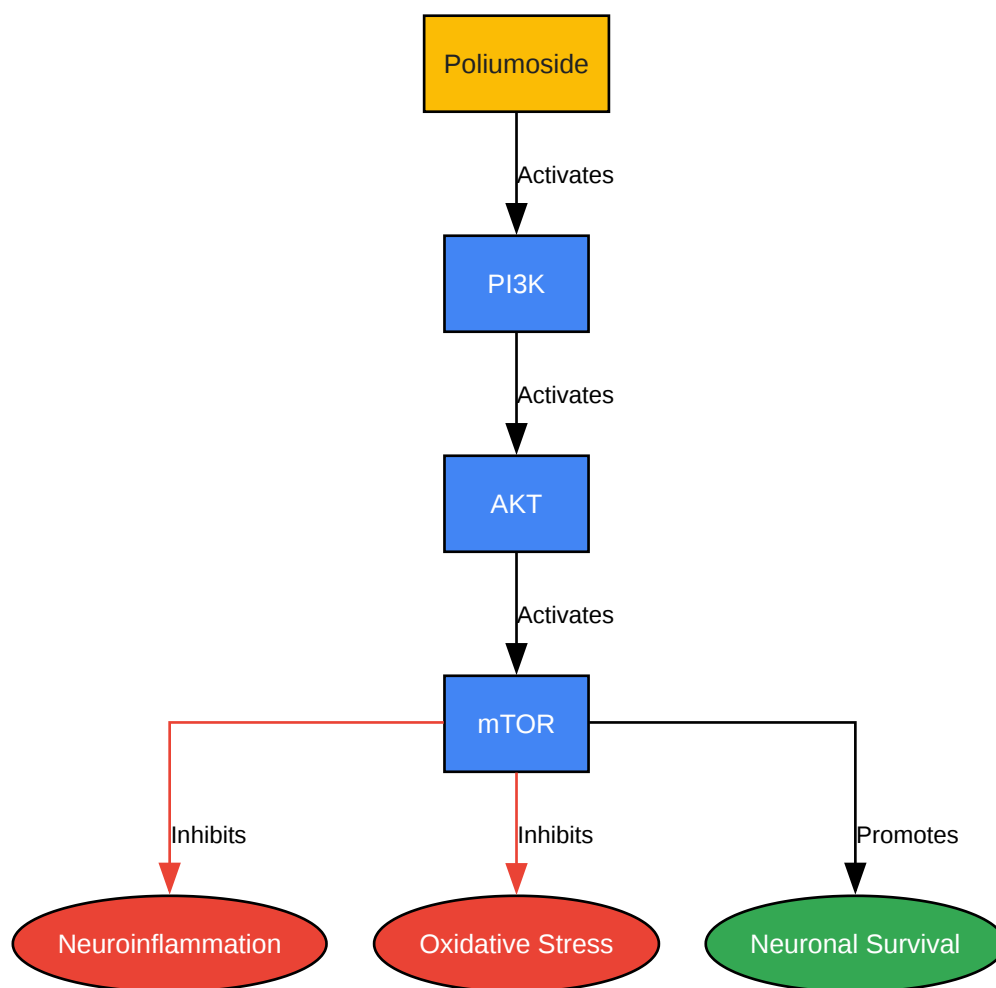 Poliumoside
Activates
PI3K
Activates
AKT
Activates
mTOR
Inhibits
Inhibits
Promotes
Neuroinflammation
Oxidative Stress
Neuronal Survival